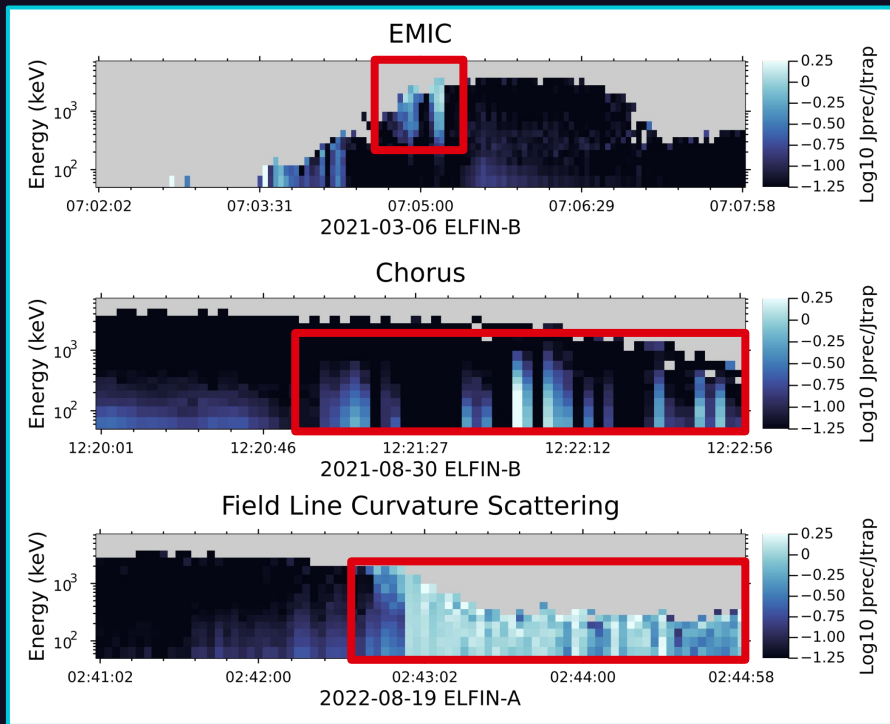 EMIC
Energy (keV)
10³
10²
0.25
0
−0.25
−0.50
−0.75
−1.00
−1.25
Log10 Jprec/Jtrap
07:02:02 07:03:31 07:05:00 07:06:29 07:07:58
2021-03-06 ELFIN-B
Chorus
Energy (keV)
10³
10²
0.25
0
−0.25
−0.50
−0.75
−1.00
−1.25
Log10 Jprec/Jtrap
12:20:01 12:20:46 12:21:27 12:22:12 12:22:56
2021-08-30 ELFIN-B
Field Line Curvature Scattering
Energy (keV)
10³
10²
0.25
0
−0.25
−0.50
−0.75
−1.00
−1.25
Log10 Jprec/Jtrap
02:41:02 02:42:00 02:43:02 02:44:00 02:44:58
2022-08-19 ELFIN-A